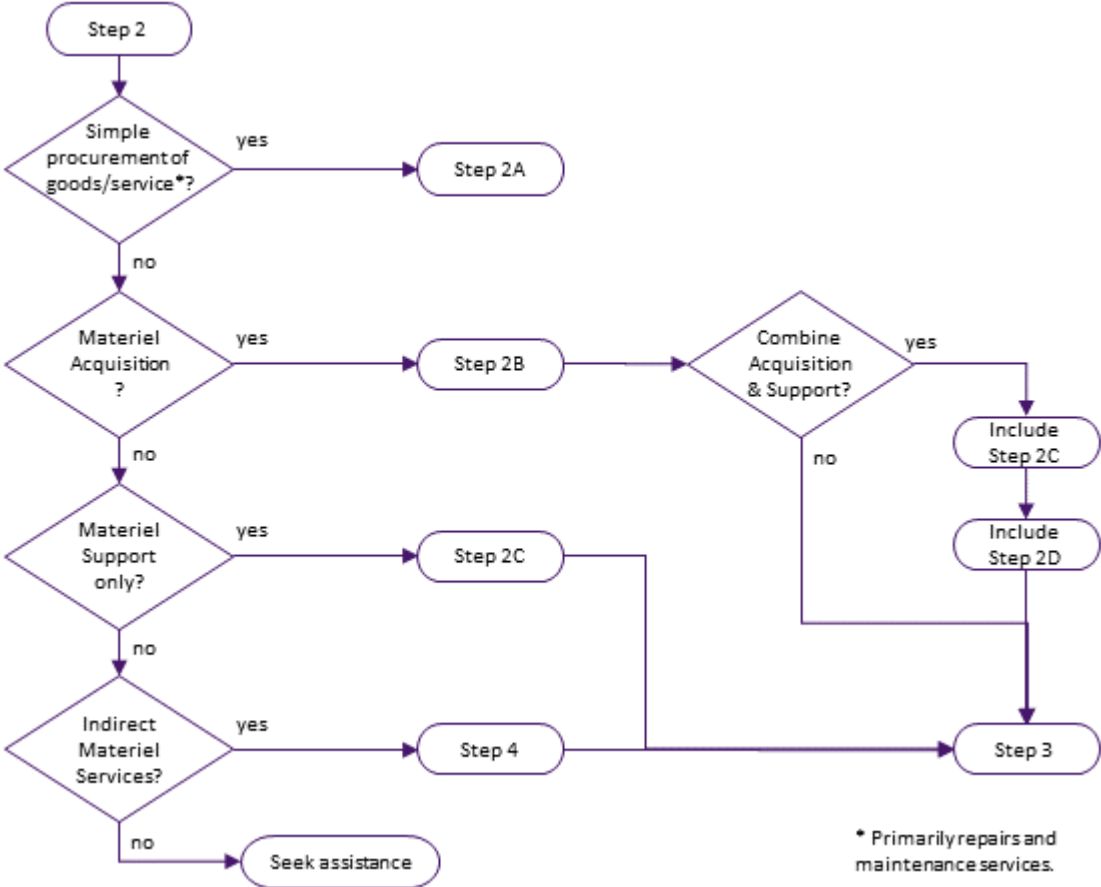 Step 2
Simple
procurement of
goods/service*?
yes
Step 2A
no
Materiel
Acquisition
?
yes
Step 2B
Combine
Acquisition
& Support?
yes
Include
Step 2C
no
no
Include
Step 2D
Materiel
Support
only?
yes
Step 2C
no
Indirect
Materiel
Services?
yes
Step 4
Step 3
no
Seek assistance
* Primarily repairs and
maintenance services.